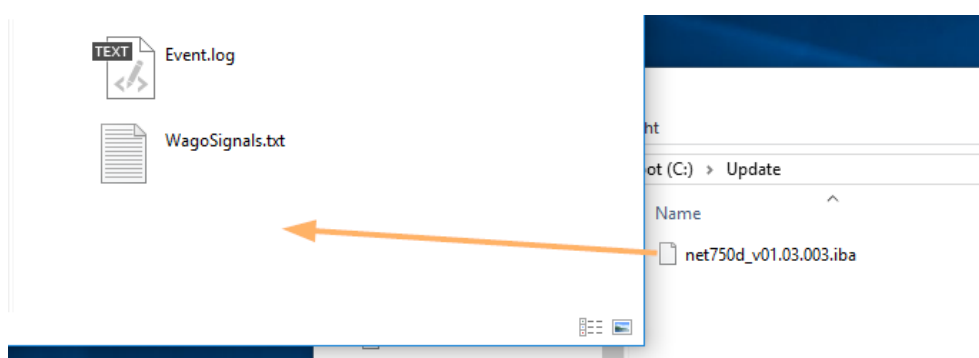 TEXT
Event.log
WagoSignals.txt
ht
ot (C:) > Update
Name
net750d_v01.03.003.iba